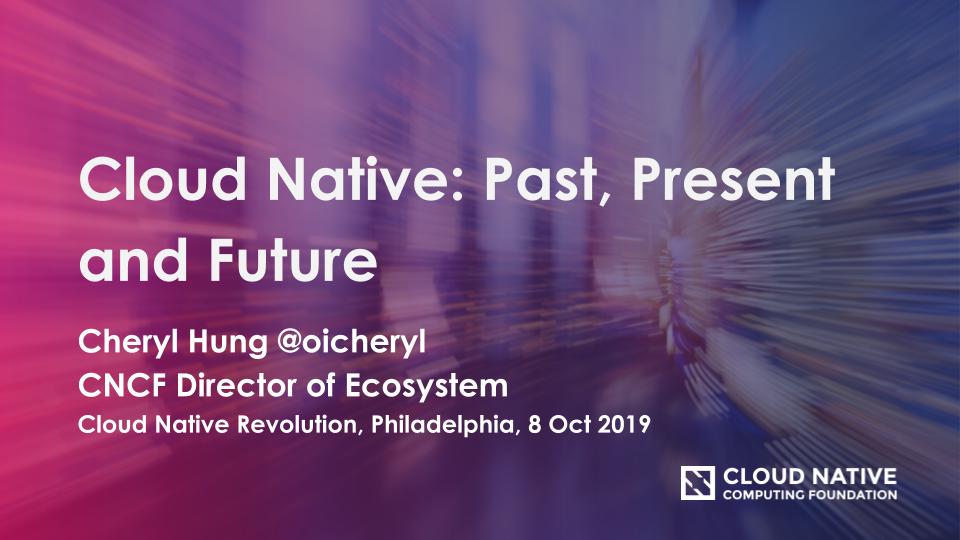 Cloud Native: Past, Present
and Future
Cheryl Hung @oicheryl
CNCF Director of Ecosystem
Cloud Native Revolution, Philadelphia, 8 Oct 2019
CLOUD NATIVE
COMPUTING FOUNDATION